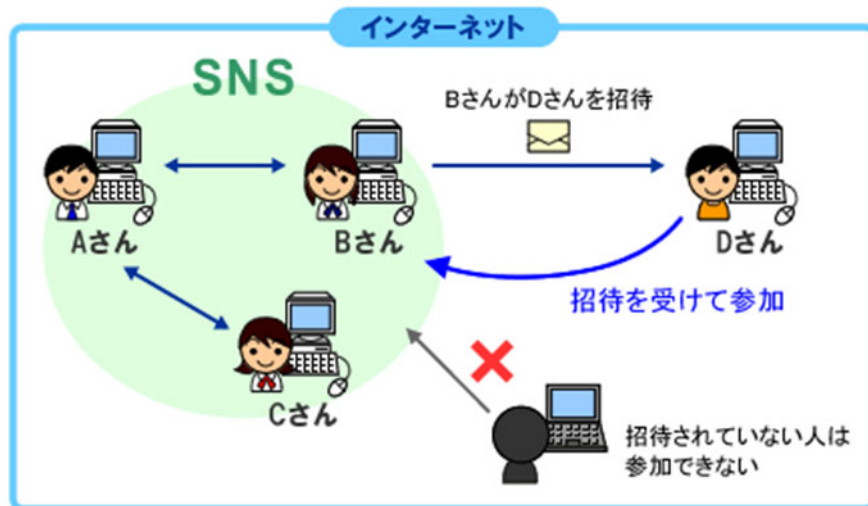 インターネット
SNS
BさんがDさんを招待
Aさん
Bさん
Dさん
招待を受けて参加
Cさん
招待されていない人は
参加できない